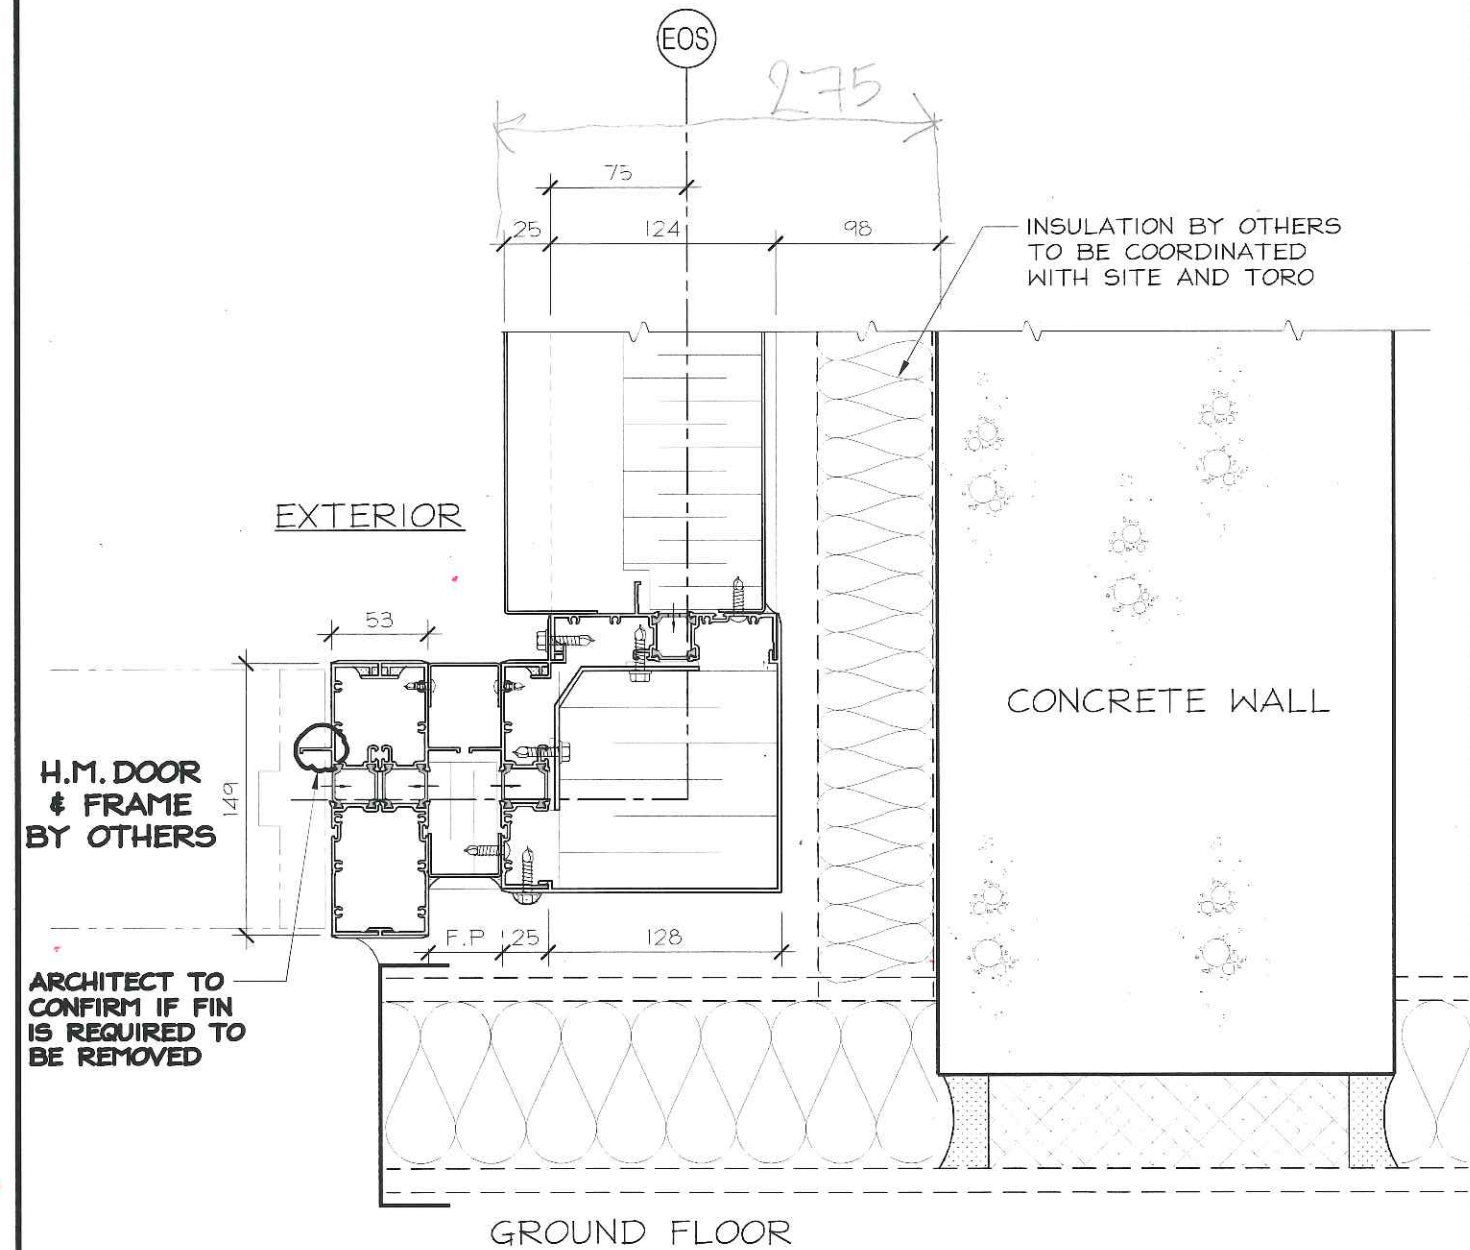 EOS
275
75
25
124
98
INSULATION BY OTHERS
TO BE COORDINATED
WITH SITE AND TORO
EXTERIOR
53
CONCRETE WALL
H.M. DOOR
& FRAME
BY OTHERS
149
F.P
25
128
ARCHITECT TO
CONFIRM IF FIN
IS REQUIRED TO
BE REMOVED
GROUND FLOOR